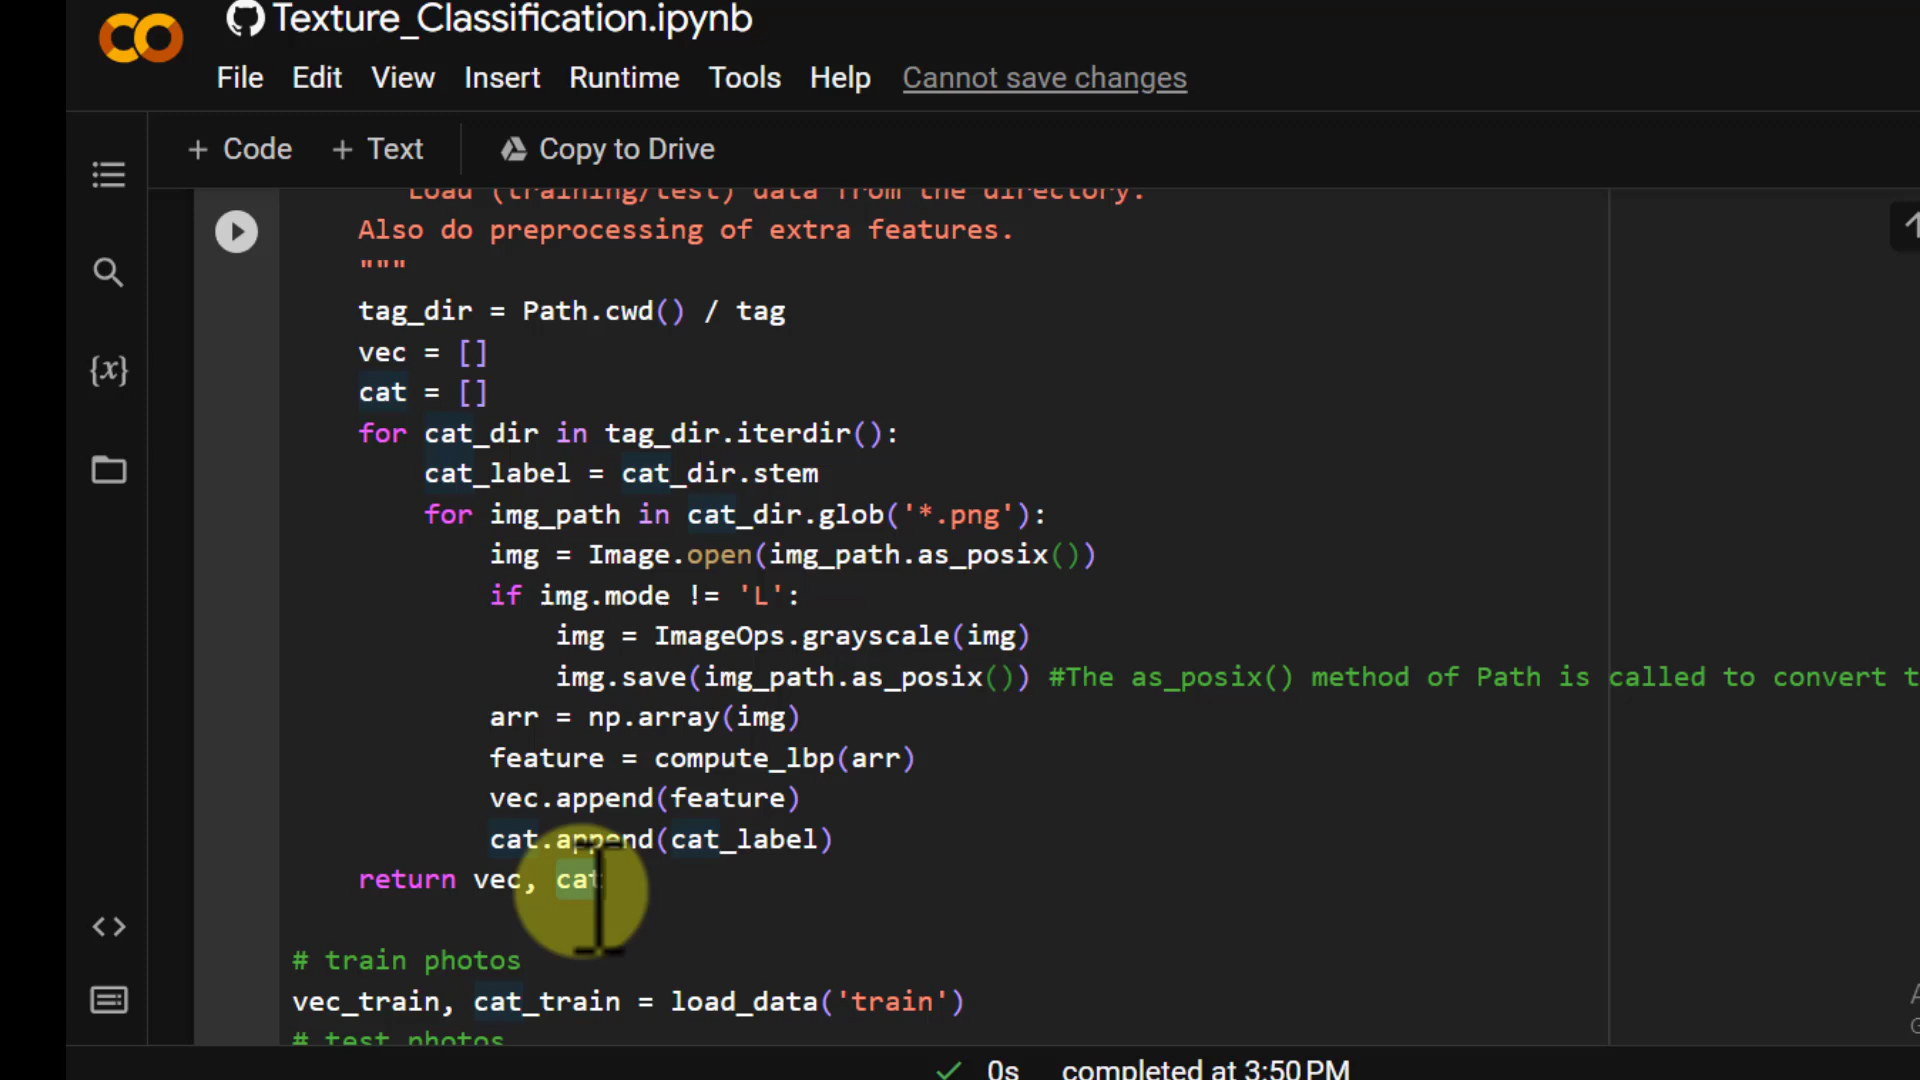 Texture_Classification.ipynb
File Edit View Insert Runtime Tools Help Cannot save changes
+ Code + Text Copy to Drive
Load (training/test) data from the directory.
Also do preprocessing of extra features.
"""
tag_dir = Path.cwd() / tag
vec = []
cat = []
for cat_dir in tag_dir.iterdir():
cat_label = cat_dir.stem
for img_path in cat_dir.glob('*.png'):
img = Image.open(img_path.as_posix())
if img.mode != 'L':
img = ImageOps.grayscale(img)
img.save(img_path.as_posix()) #The as_posix() method of Path is called to convert t
arr = np.array(img)
feature = compute_lbp(arr)
vec.append(feature)
cat.append(cat_label)
return vec, cat
# train photos
vec_train, cat_train = load_data('train')
# test photos
0s completed at 3:50 PM